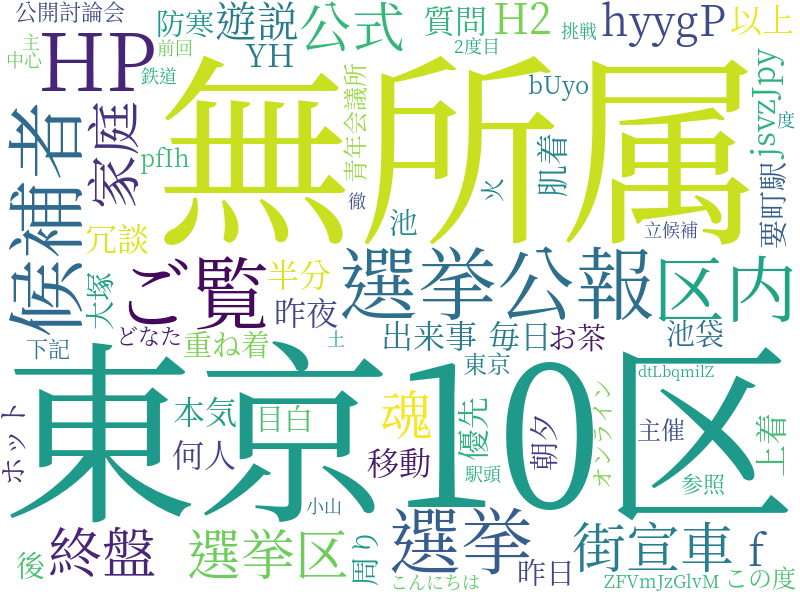 公開討論会
防寒
遊説
公式
質問
H2
hyygP
以上
主
中心
前回
鉄道
HP
YH
2度目
挑戦
青年会議所
bUyo
jsvzJpy
度
候補者
家庭
pfIh
無所属
肌着
火
徹
池
要町駅
冗談
立候補
大塚
ご覧
半分
昨夜
選挙公報
区内
どなた
下記
重ね着
土
出来事
毎日
お茶
池袋
東京
東京10区
dtLbqmilZ
ホット
本気
目白
魂
優先
朝夕
オンライン
主催
上着
何人
移動
駅頭
参照
小山
終盤
選挙区
選挙
街宣車
f
後
周り
こんにちは
昨日
ZFVmJzGlvM
この度